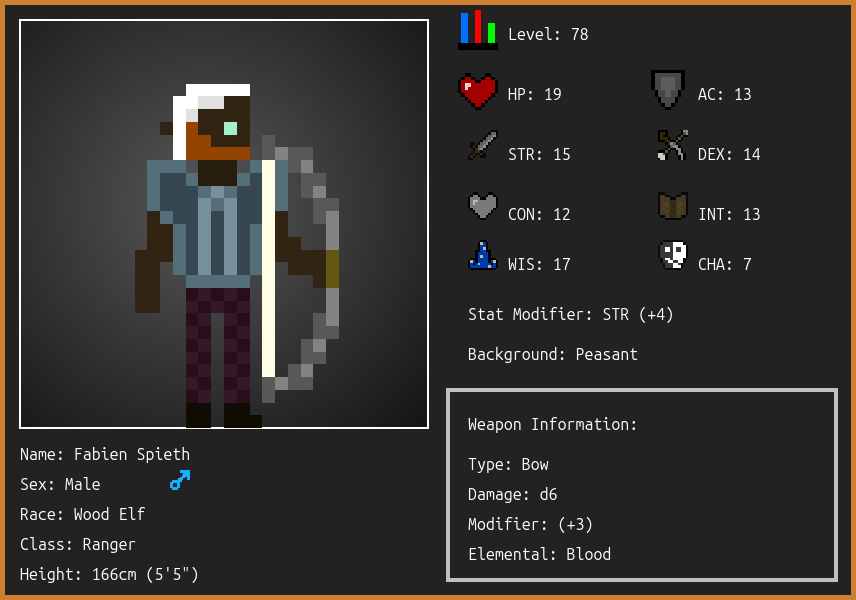 Level: 78
HP: 19
AC: 13
STR: 15
DEX: 14
CON: 12
INT: 13
WIS: 17
CHA: 7
Stat Modifier: STR (+4)
Background: Peasant
Weapon Information:
Type: Bow
Damage: d6
Modifier: (+3)
Elemental: Blood
Name: Fabien Spieth
Sex: Male
Race: Wood Elf
Class: Ranger
Height: 166cm (5'5")